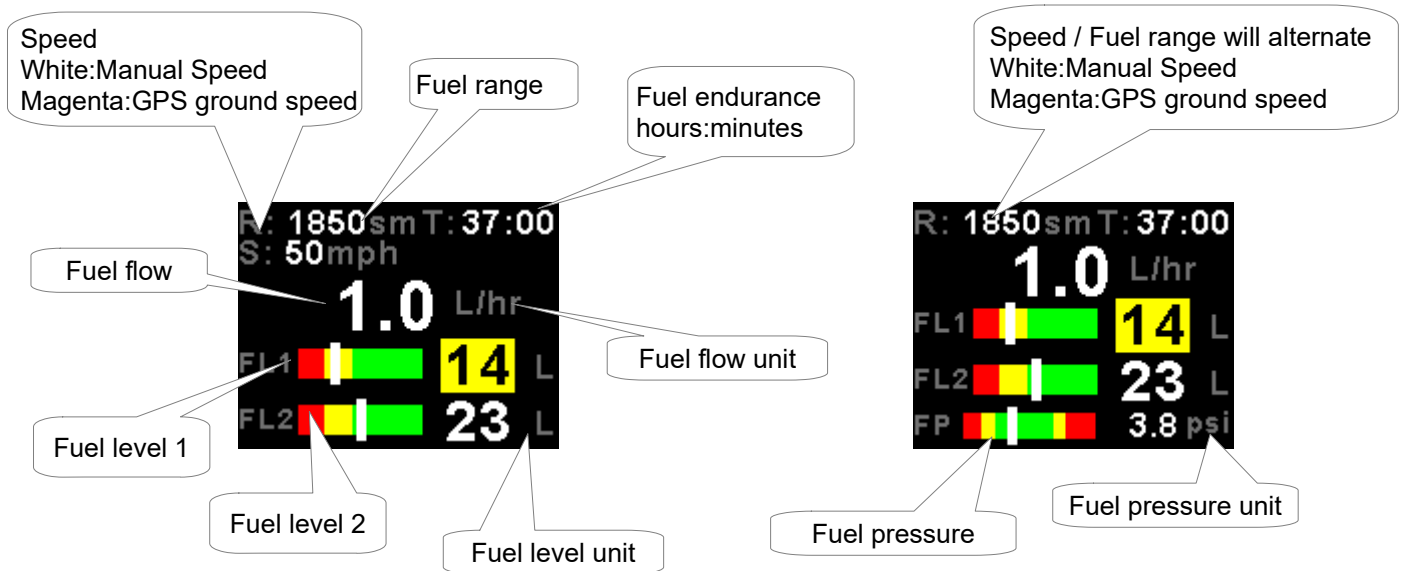 Speed
White:Manual Speed
Magenta:GPS ground speed
Fuel range
Fuel endurance
hours:minutes
Speed / Fuel range will alternate
White:Manual Speed
Magenta:GPS ground speed
R: 1850sm T: 37:00
S: 50mph
1.0 L/hr
FL1 14 L
FL2 23 L
Fuel flow
Fuel flow unit
Fuel level 1
Fuel level 2
Fuel level unit
R: 1850sm T: 37:00
1.0 L/hr
FL1 14 L
FL2 23 L
FP 3.8 psi
Fuel pressure
Fuel pressure unit